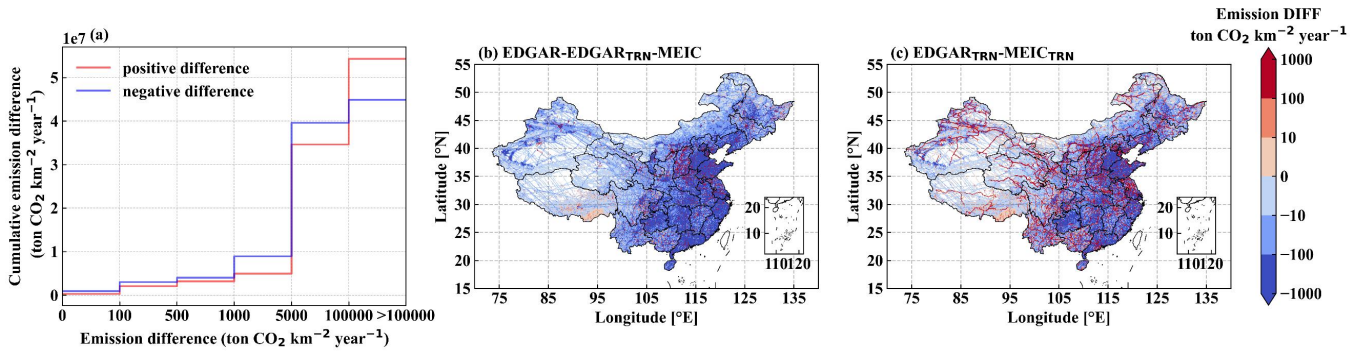 1e7 (a)
positive difference
negative difference
5
4
3
2
1
0
0 100 500 1000 5000 100000 >100000
Emission difference (ton CO₂ km⁻² year⁻¹)
Cumulative emission difference
(ton CO₂ km⁻² year⁻¹)
(b) EDGAR-EDGAR_TRN-MEIC
55
50
45
40
35
30
25
20
15
Latitude [°N]
75 85 95 105 115 125 135
Longitude [°E]
20
10
110 120
(c) EDGAR_TRN-MEIC_TRN
55
50
45
40
35
30
25
20
15
Latitude [°N]
75 85 95 105 115 125 135
Longitude [°E]
20
10
110 120
Emission DIFF
ton CO₂ km⁻² year⁻¹
1000
100
10
0
−10
−100
−1000